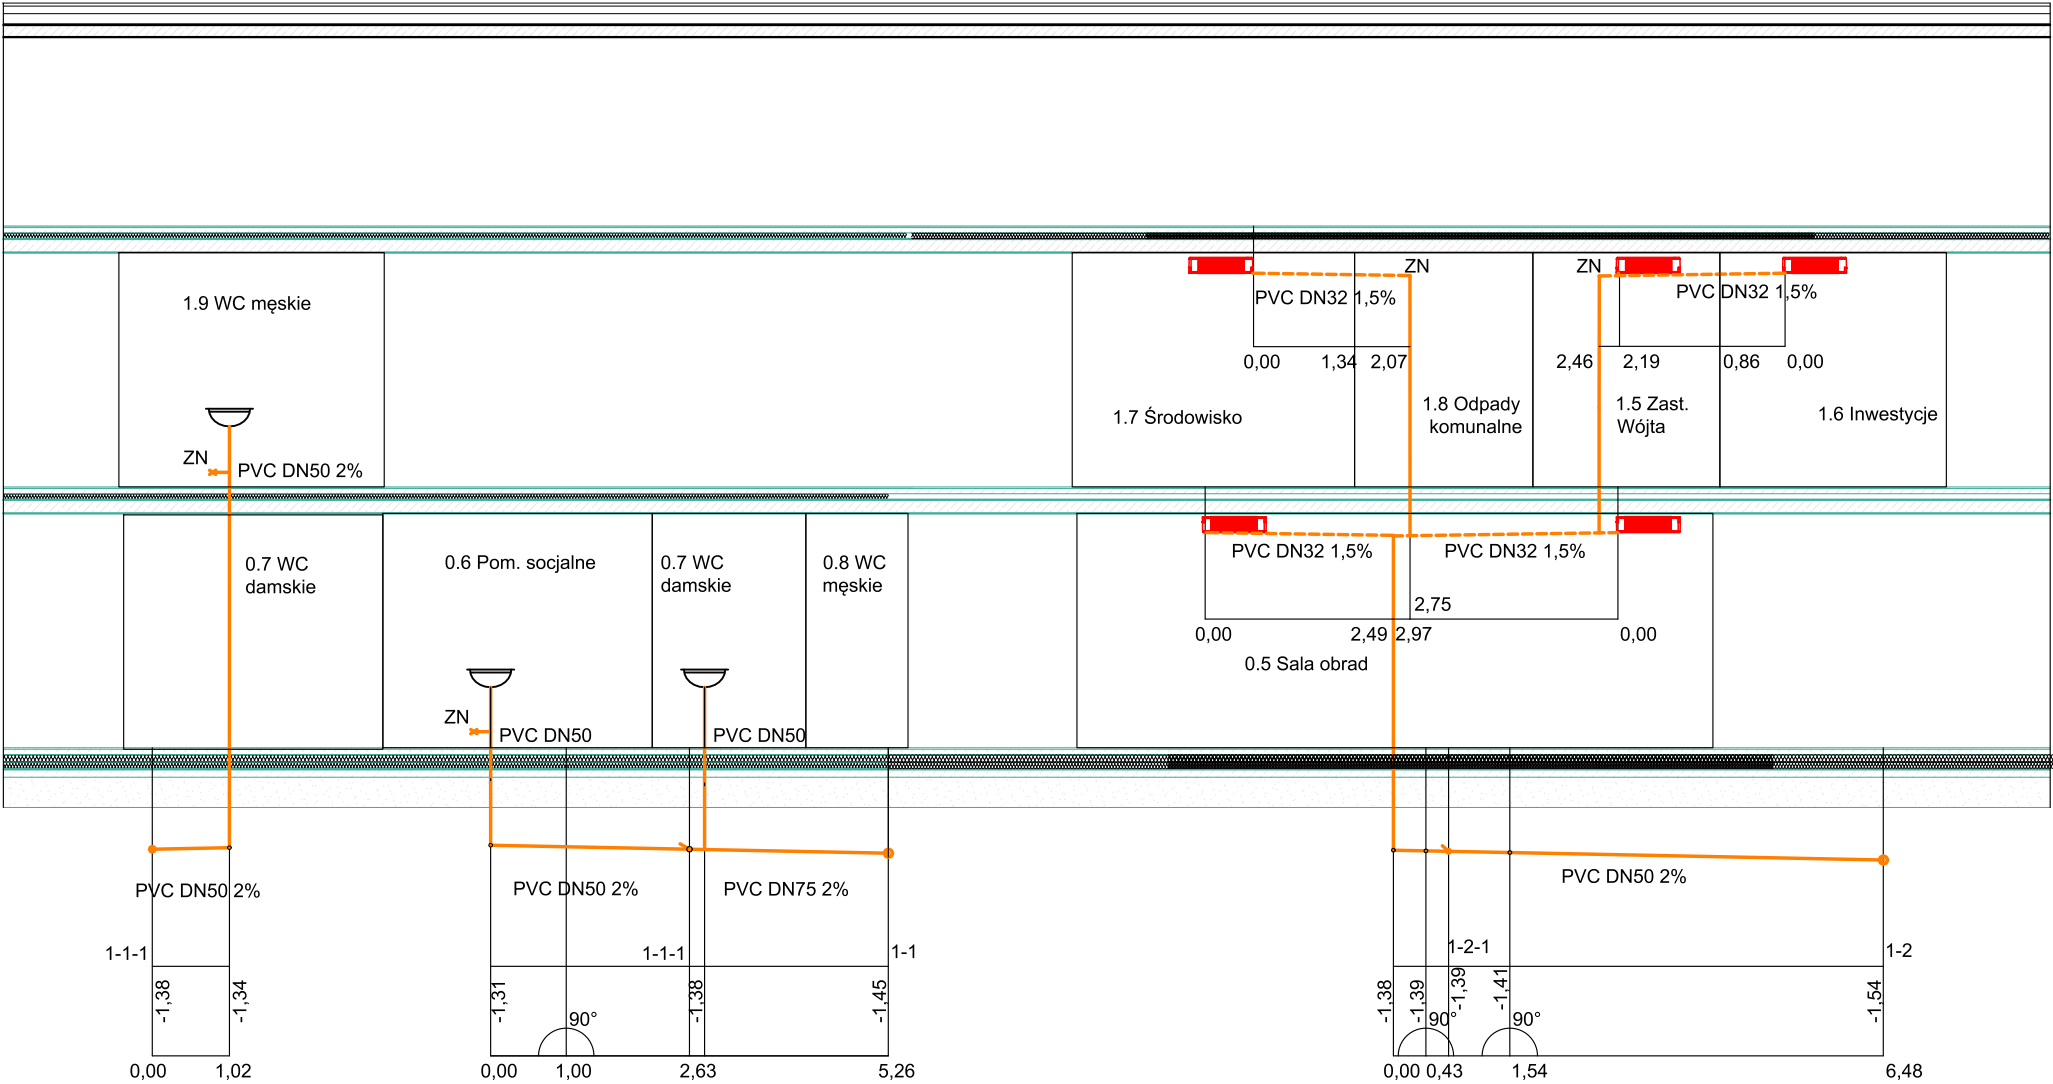 ZN
ZN
PVC DN32 1,5%
PVC DN32 1,5%
1.9 WC męskie
0,00
1,34
2,07
2,46
2,19
0,86
0,00
1.7 Środowisko
1.8 Odpady
komunalne
1.5 Zast.
Wójta
1.6 Inwestycje
ZN
PVC DN50 2%
0.7 WC
damskie
0.6 Pom. socjalne
0.7 WC
damskie
0.8 WC
męskie
PVC DN32 1,5%
PVC DN32 1,5%
2,75
0,00
2,49
2,97
0,00
0.5 Sala obrad
ZN
PVC DN50
PVC DN50
PVC DN50 2%
PVC DN50 2%
PVC DN75 2%
PVC DN50 2%
1-1-1
1-1-1
1-1
1-2-1
1-2
-1,38
-1,34
-1,31
-1,38
-1,45
-1,38
-1,39
-1,39
-1,41
-1,54
90°
90°
90°
0,00
1,02
0,00
1,00
2,63
5,26
0,00
0,43
1,54
6,48